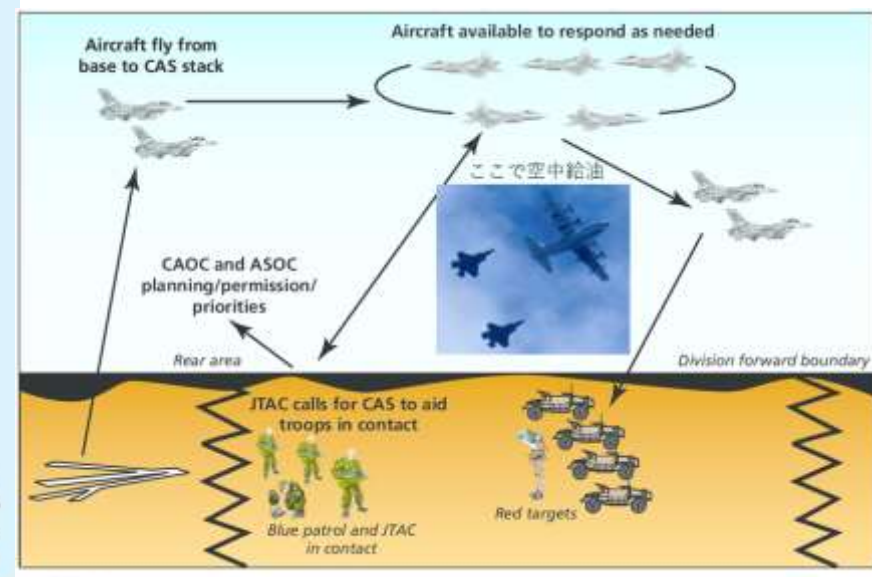 Aircraft fly from
base to CAS stack
Aircraft available to respond as needed
ここで空中給油
CAOC and ASOC
planning/permission/
priorities
Rear area
Division forward boundary
JTAC calls for CAS to aid
troops in contact
Blue patrol and JTAC
in contact
Red targets